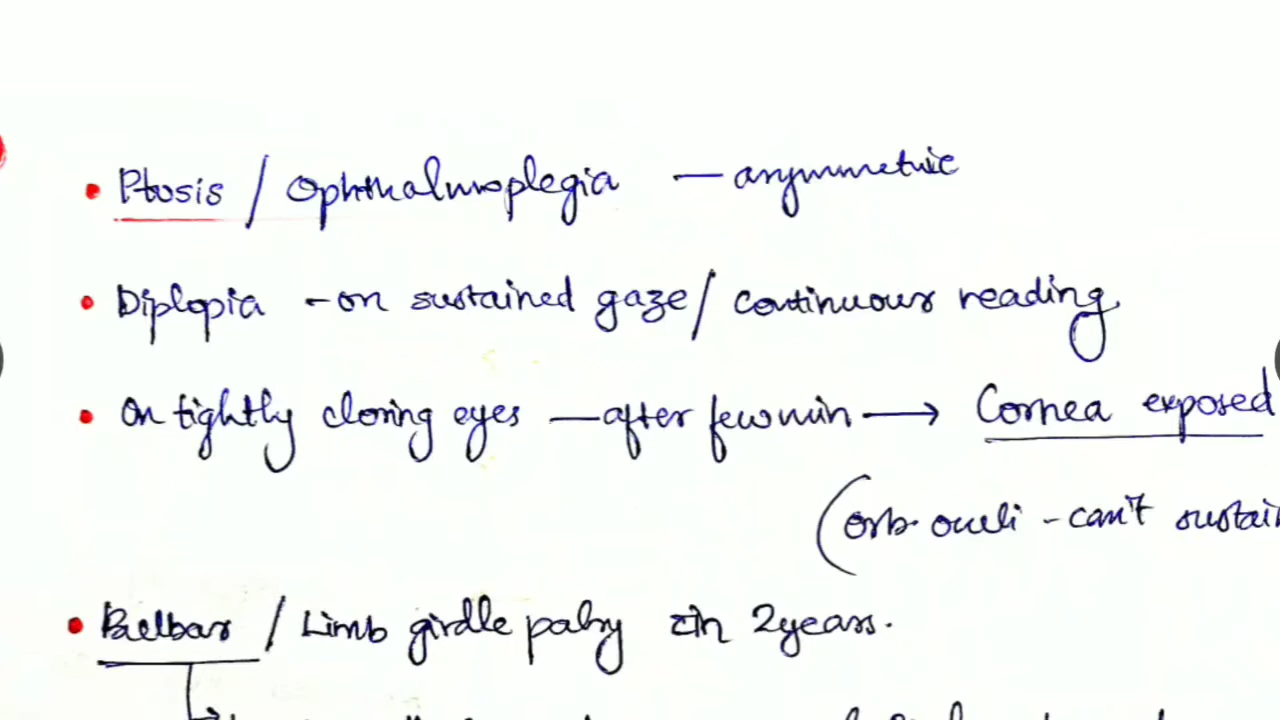 • Ptosis / Ophthalmoplegia — asymmetric
• Diplopia - on sustained gaze / continuous reading
• On tightly closing eyes — after few min → Cornea exposed
(orb. oculi - can't sustain
• Bulbar / Limb girdle palsy in 2 years.